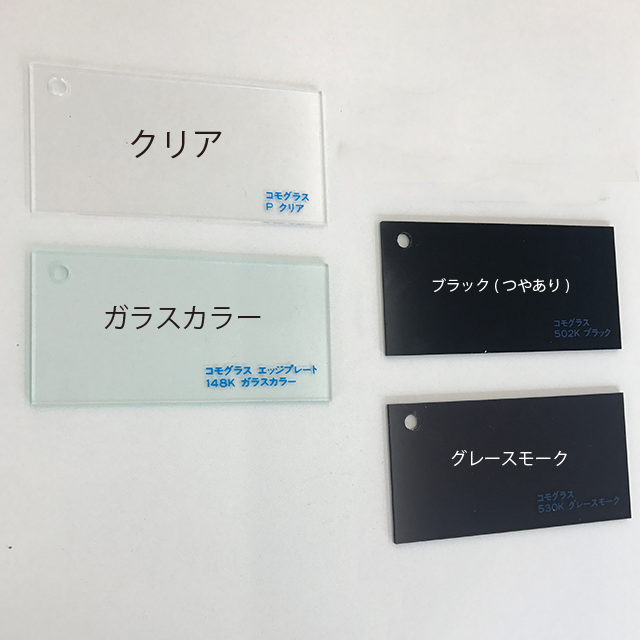 クリア
コモグラス
P クリア
ガラスカラー
コモグラス エッジプレート
148K ガラスカラー
ブラック(つやあり)
コモグラス
502K ブラック
グレースモーク
コモグラス
530K グレースモーク